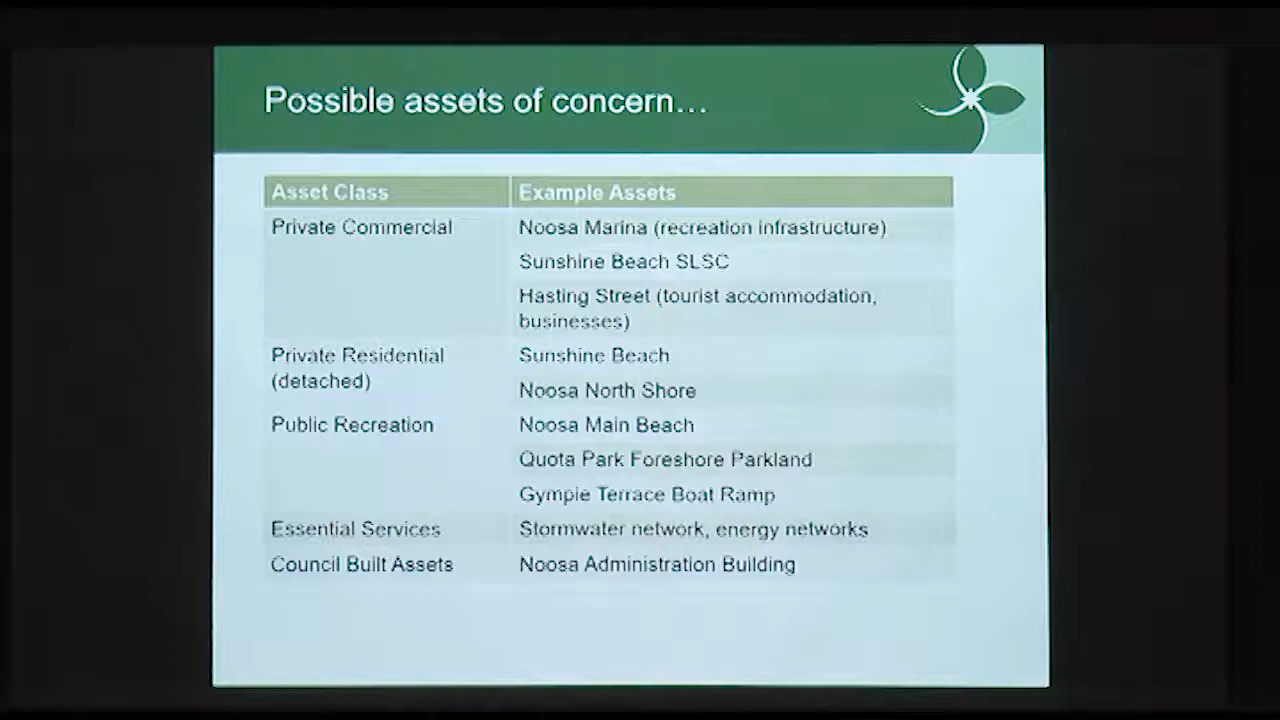 Possible assets of concern...
Asset Class Example Assets
Private Commercial Noosa Marina (recreation infrastructure)
Sunshine Beach SLSC
Hasting Street (tourist accommodation,
businesses)
Private Residential Sunshine Beach
(detached)
Noosa North Shore
Public Recreation Noosa Main Beach
Quota Park Foreshore Parkland
Gympie Terrace Boat Ramp
Essential Services Stormwater network, energy networks
Council Built Assets Noosa Administration Building